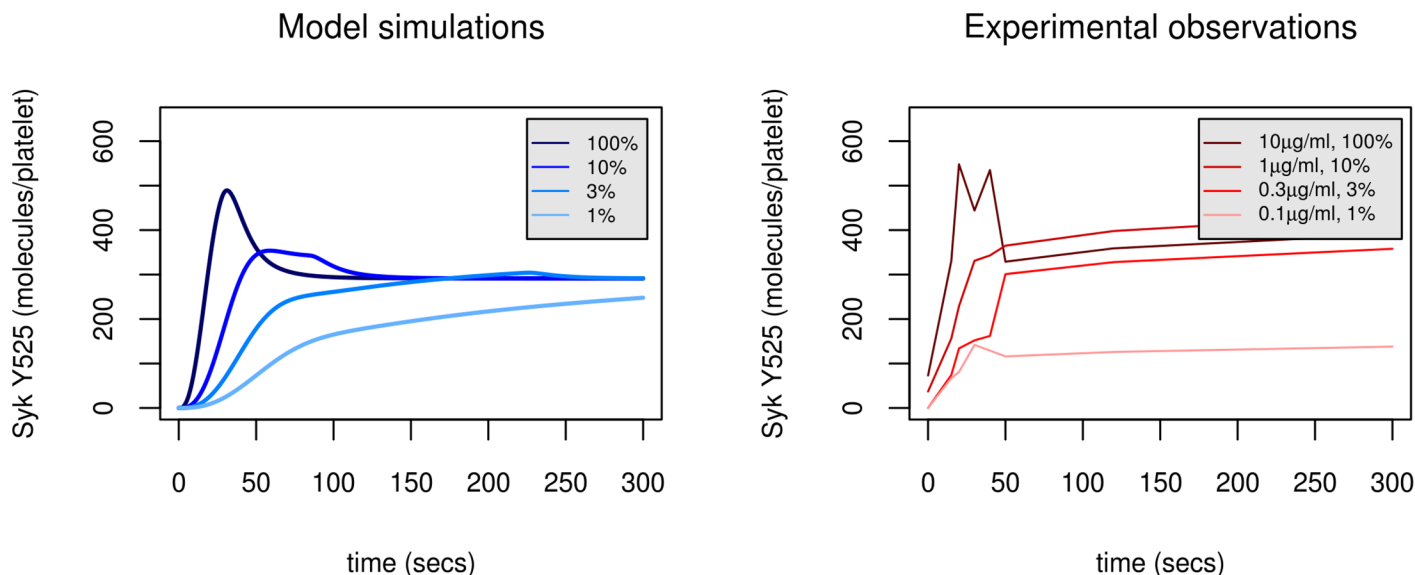 Model simulations
Syk Y525 (molecules/platelet)
600
400
200
0
100%
10%
3%
1%
0 50 100 150 200 250 300
time (secs)
Experimental observations
Syk Y525 (molecules/platelet)
600
400
200
0
10µg/ml, 100%
1µg/ml, 10%
0.3µg/ml, 3%
0.1µg/ml, 1%
0 50 100 150 200 250 300
time (secs)